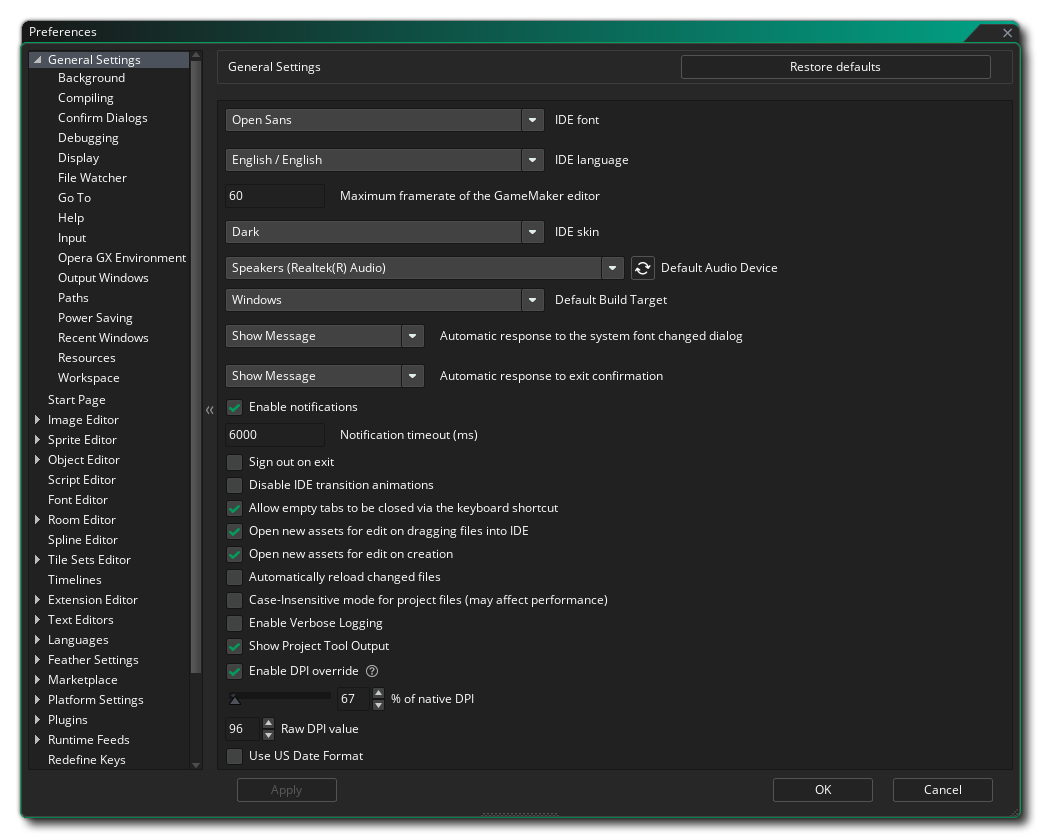 Preferences
General Settings
Background
Compiling
Confirm Dialogs
Debugging
Display
File Watcher
Go To
Help
Input
Opera GX Environment
Output Windows
Paths
Power Saving
Recent Windows
Resources
Workspace
Start Page
Image Editor
Sprite Editor
Object Editor
Script Editor
Font Editor
Room Editor
Spline Editor
Tile Sets Editor
Timelines
Extension Editor
Text Editors
Languages
Feather Settings
Marketplace
Platform Settings
Plugins
Runtime Feeds
Redefine Keys
General Settings Restore defaults
Open Sans IDE font
English / English IDE language
60 Maximum framerate of the GameMaker editor
Dark IDE skin
Speakers (Realtek(R) Audio) Default Audio Device
Windows Default Build Target
Show Message Automatic response to the system font changed dialog
Show Message Automatic response to exit confirmation
Enable notifications
6000 Notification timeout (ms)
Sign out on exit
Disable IDE transition animations
Allow empty tabs to be closed via the keyboard shortcut
Open new assets for edit on dragging files into IDE
Open new assets for edit on creation
Automatically reload changed files
Case-Insensitive mode for project files (may affect performance)
Enable Verbose Logging
Show Project Tool Output
Enable DPI override ?
67 % of native DPI
96 Raw DPI value
Use US Date Format
Apply OK Cancel